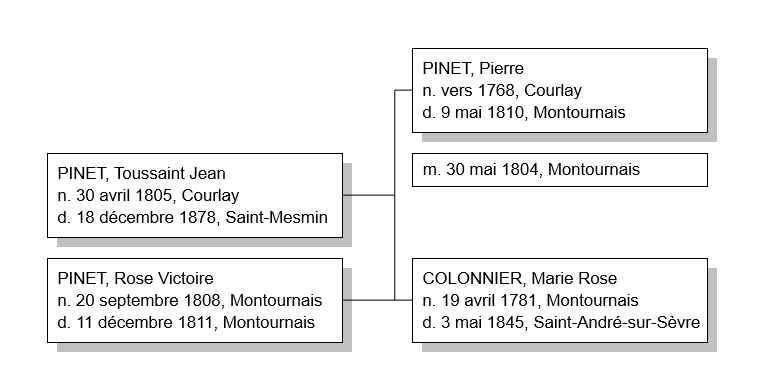 PINET, Pierre
n. vers 1768, Courlay
d. 9 mai 1810, Montournais
PINET, Toussaint Jean
n. 30 avril 1805, Courlay
d. 18 décembre 1878, Saint-Mesmin
m. 30 mai 1804, Montournais
PINET, Rose Victoire
n. 20 septembre 1808, Montournais
d. 11 décembre 1811, Montournais
COLONNIER, Marie Rose
n. 19 avril 1781, Montournais
d. 3 mai 1845, Saint-André-sur-Sèvre